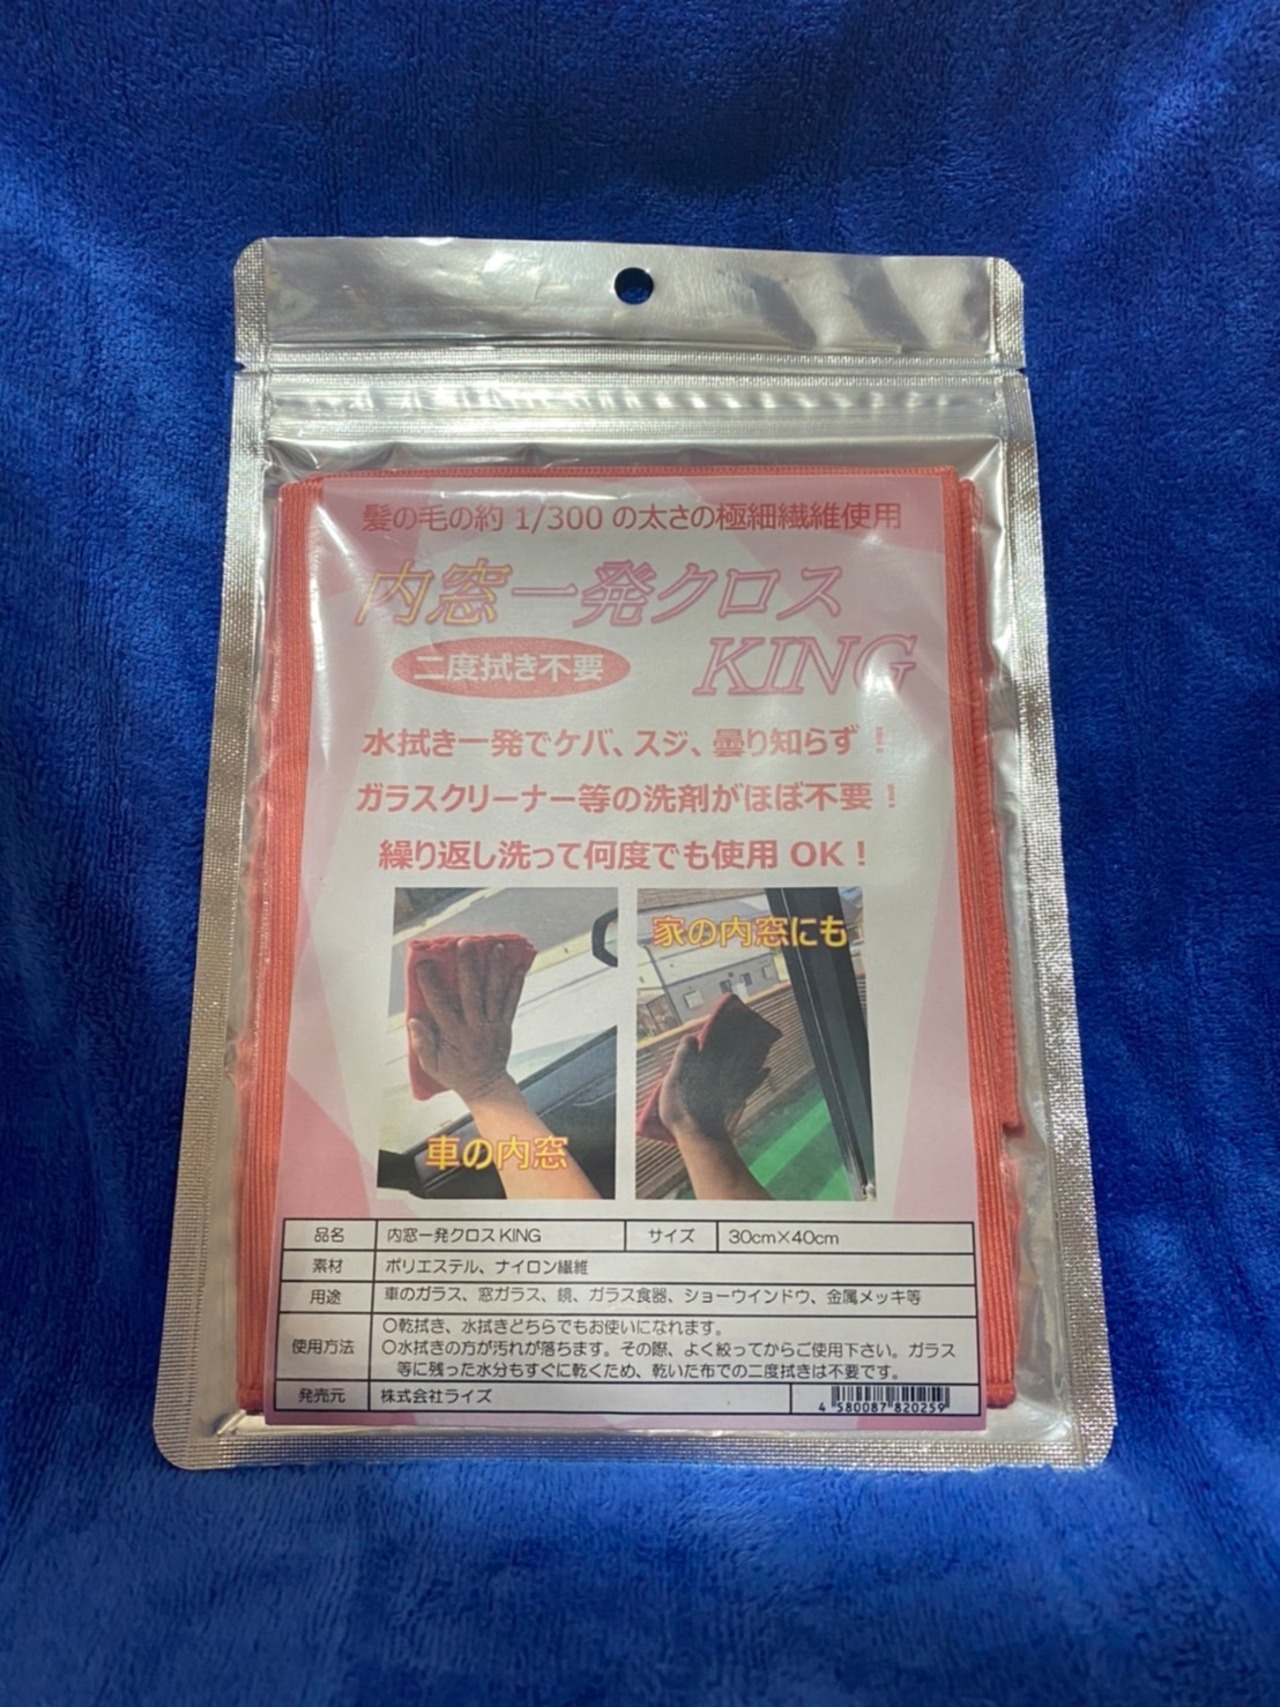 髪の毛の約 1/300 の太さの極細繊維使用
内窓一発クロス
KING
二度拭き不要
水拭き一発でケバ、スジ、曇り知らず！
ガラスクリーナー等の洗剤がほぼ不要！
繰り返し洗って何度でも使用 OK！
家の内窓にも
車の内窓
品名 内窓一発クロス KING サイズ 30cm×40cm
素材 ポリエステル、ナイロン繊維
用途 車のガラス、窓ガラス、鏡、ガラス食器、ショーウインドウ、金属メッキ等
使用方法 〇乾拭き、水拭きどちらでもお使いになれます。
〇水拭きの方が汚れが落ちます。その際、よく絞ってからご使用下さい。ガラス
等に残った水分もすぐに乾くため、乾いた布での二度拭きは不要です。
発売元 株式会社ライズ
4 580087 820259